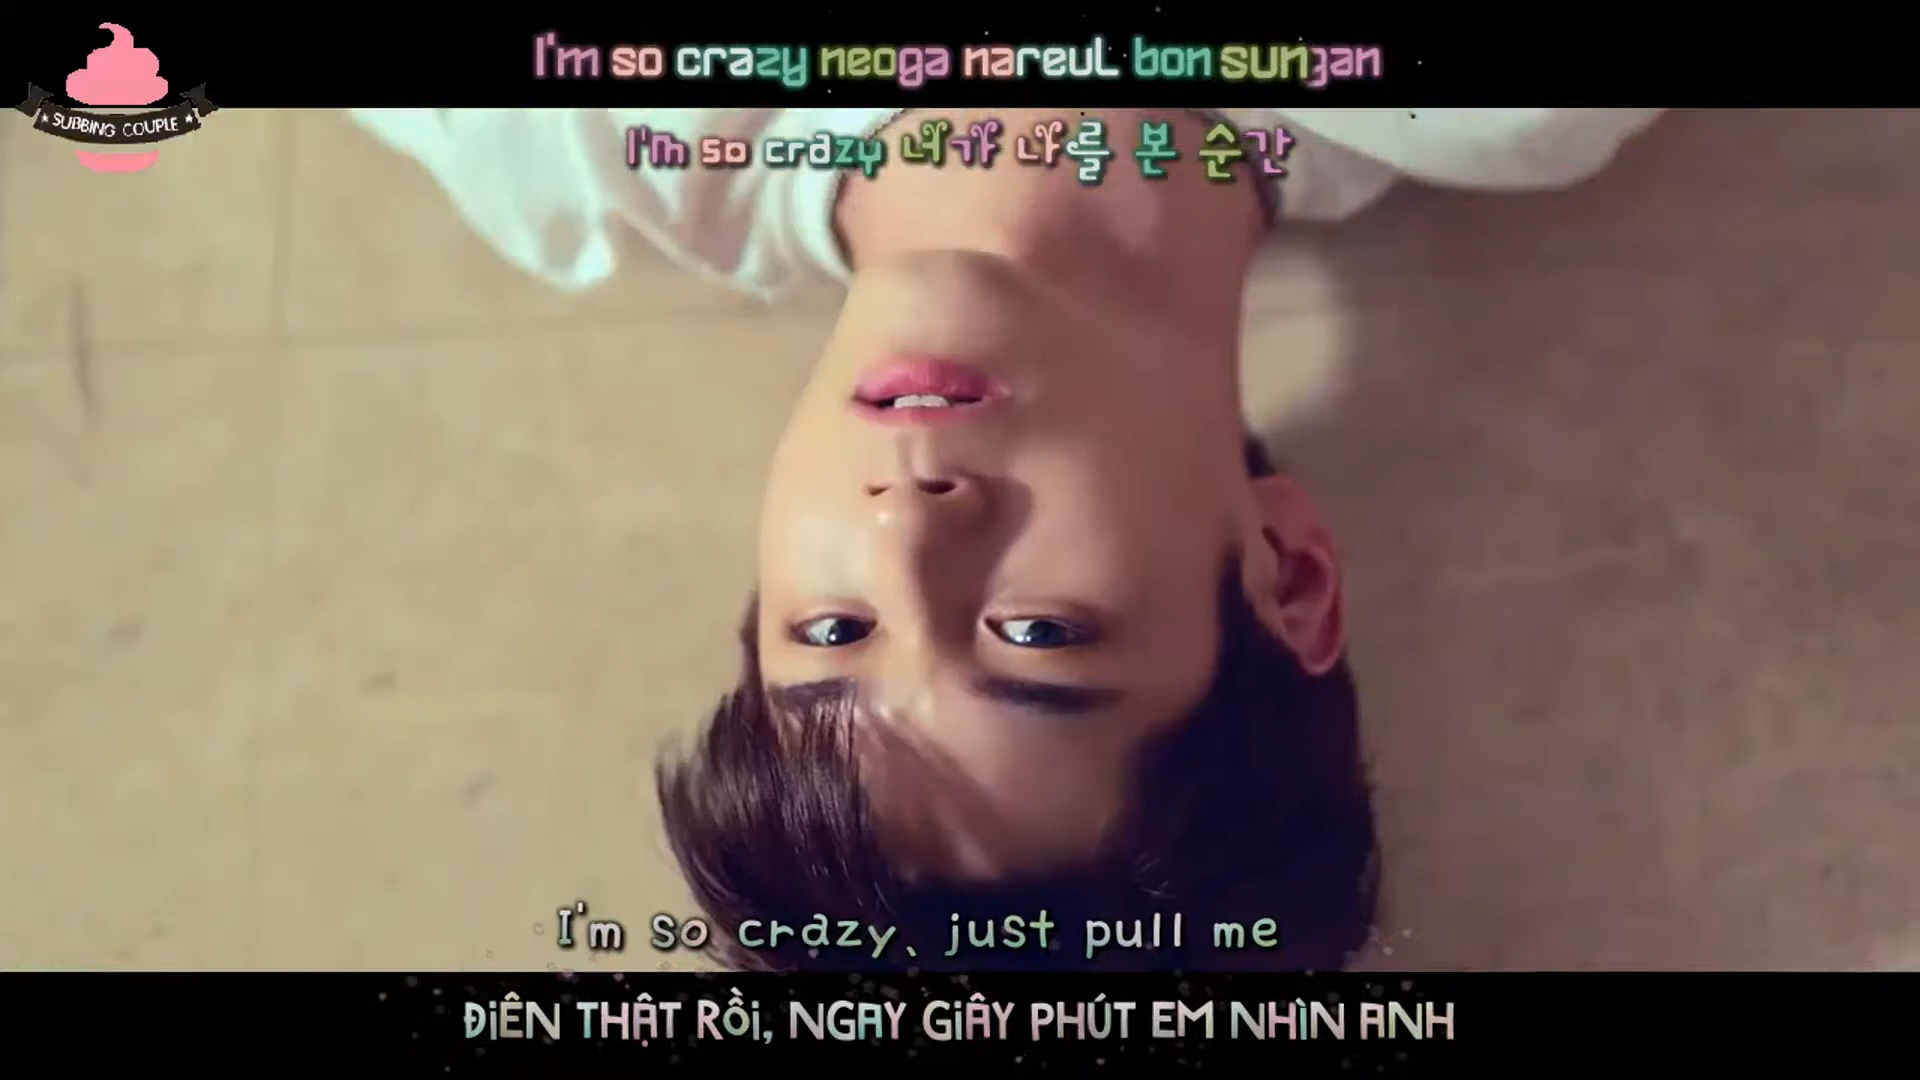 I'm so crazy neoga nareul bon sungan
SUBBING COUPLE
I'm so crazy 네가 나를 본 순간
I'm so crazy, just pull me
ĐIÊN THẬT RỒI, NGAY GIÂY PHÚT EM NHÌN ANH